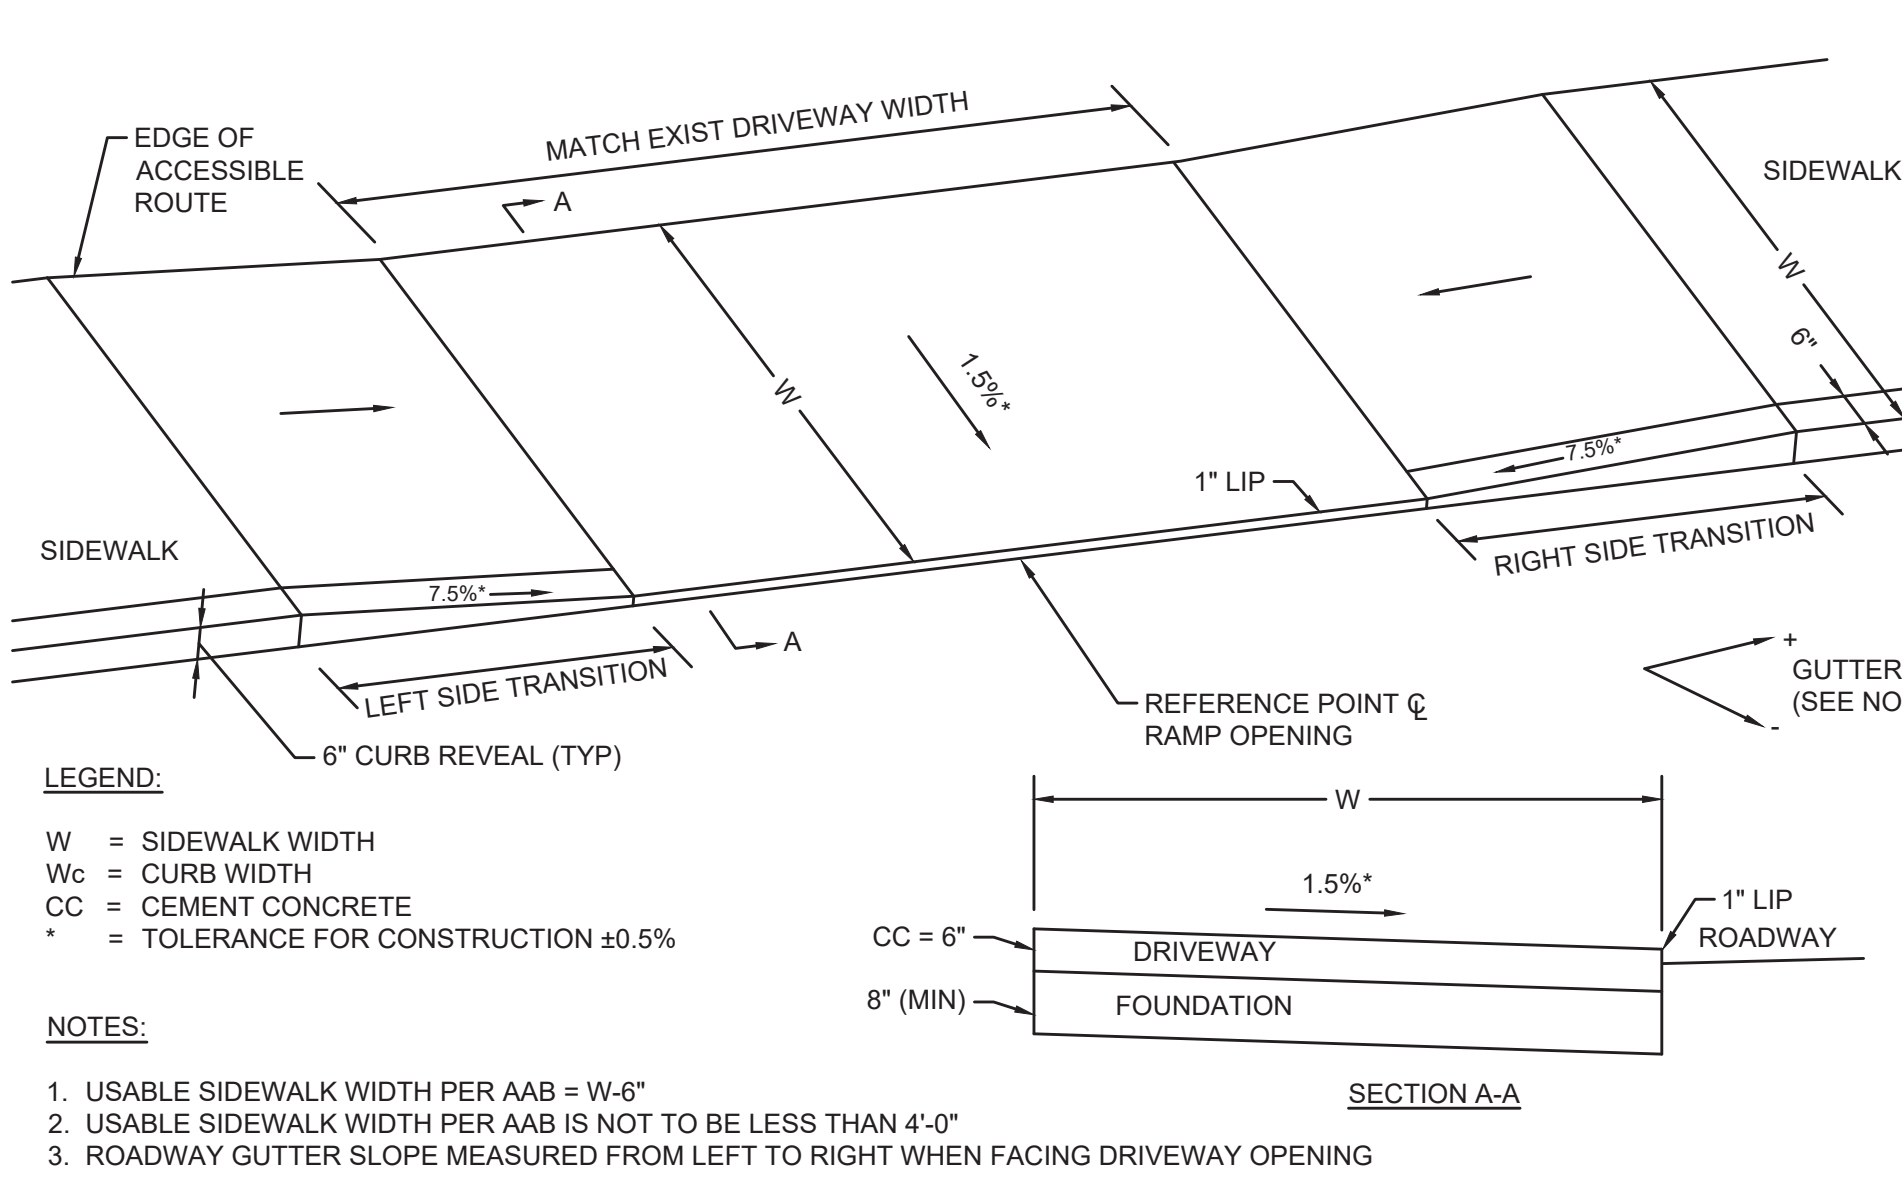 MATCH EXIST DRIVEWAY WIDTH
EDGE OF
ACCESSIBLE
ROUTE
A
SIDEWALK
W
W
6"
1.5%*
7.5%*
1" LIP
RIGHT SIDE TRANSITION
SIDEWALK
7.5%*
A
LEFT SIDE TRANSITION
+
GUTTER
(SEE NO
-
REFERENCE POINT ℄
RAMP OPENING
6" CURB REVEAL (TYP)
LEGEND:
W = SIDEWALK WIDTH
Wc = CURB WIDTH
CC = CEMENT CONCRETE
* = TOLERANCE FOR CONSTRUCTION ±0.5%
W
1.5%*
1" LIP
ROADWAY
CC = 6"
DRIVEWAY
8" (MIN)
FOUNDATION
SECTION A-A
NOTES:
1. USABLE SIDEWALK WIDTH PER AAB = W-6"
2. USABLE SIDEWALK WIDTH PER AAB IS NOT TO BE LESS THAN 4'-0"
3. ROADWAY GUTTER SLOPE MEASURED FROM LEFT TO RIGHT WHEN FACING DRIVEWAY OPENING